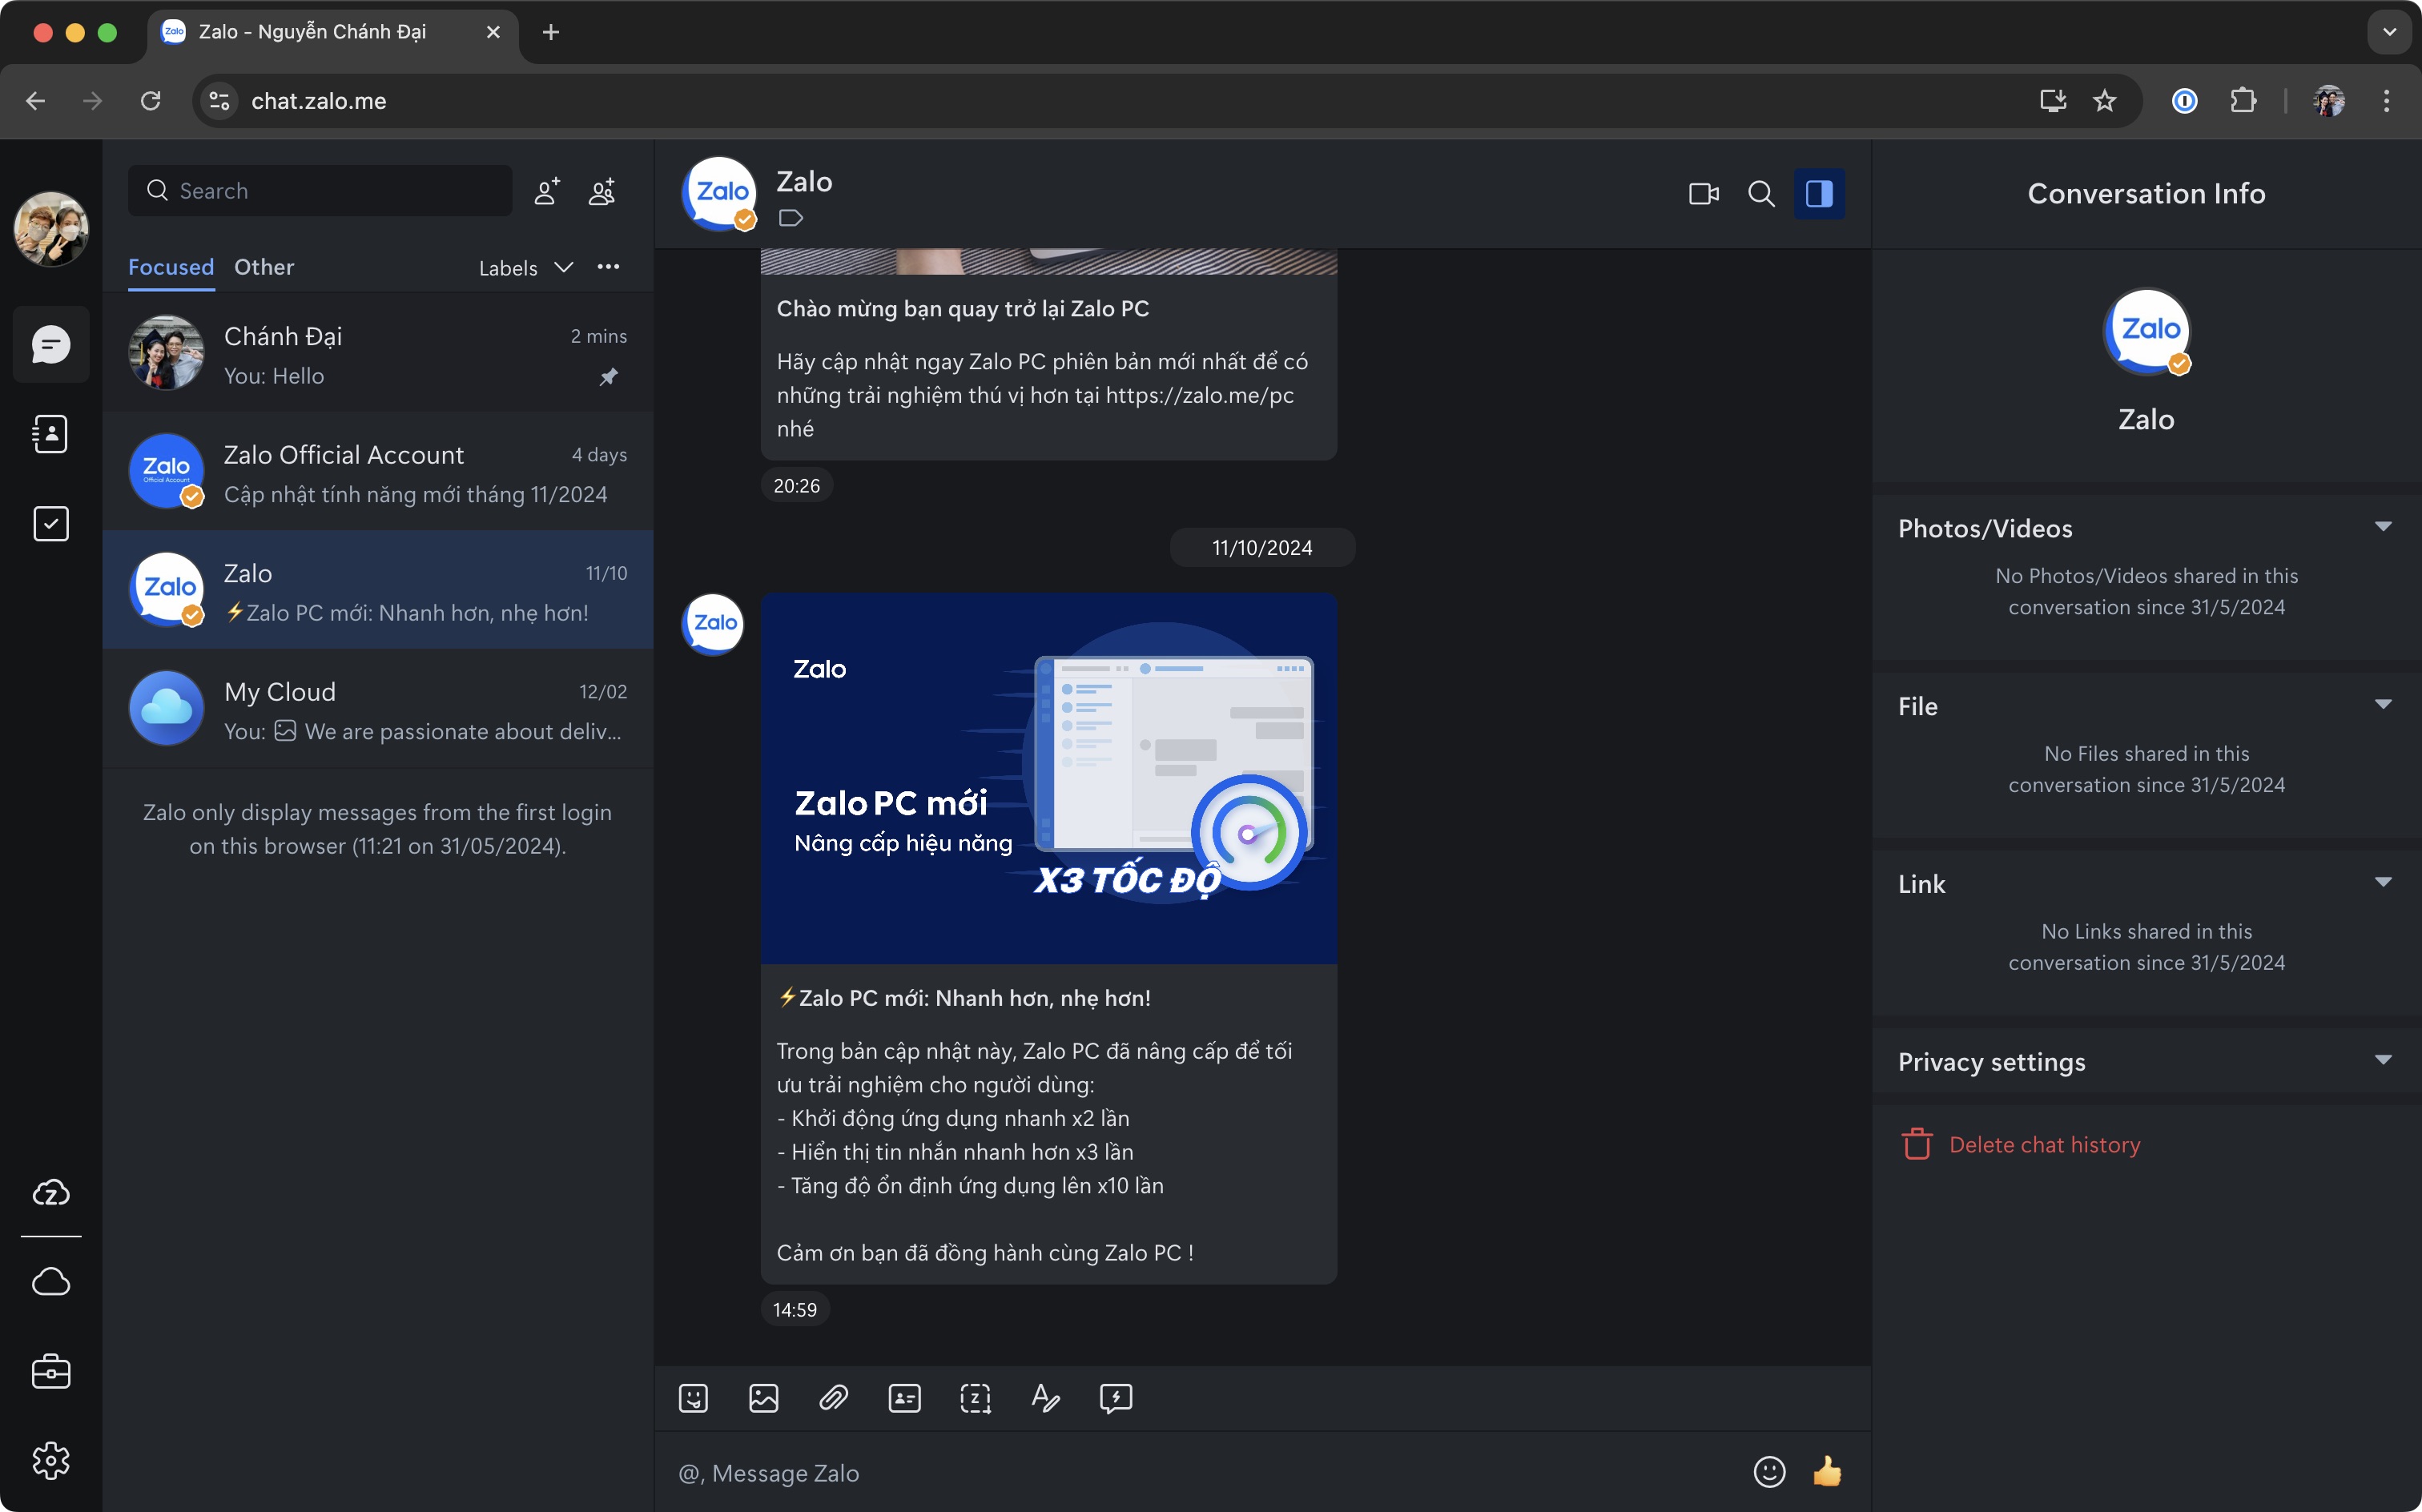 Zalo - Nguyễn Chánh Đại
chat.zalo.me
Search
Focused
Other
Labels
Chánh Đại
2 mins
You: Hello
Zalo
Official Account
Zalo Official Account
4 days
Cập nhật tính năng mới tháng 11/2024
Zalo
Zalo
11/10
⚡Zalo PC mới: Nhanh hơn, nhẹ hơn!
My Cloud
12/02
You: We are passionate about deliv...
Zalo only display messages from the first login
on this browser (11:21 on 31/05/2024).
Zalo
Zalo
Chào mừng bạn quay trở lại Zalo PC
Hãy cập nhật ngay Zalo PC phiên bản mới nhất để có
những trải nghiệm thú vị hơn tại https://zalo.me/pc
nhé
20:26
11/10/2024
Zalo
Zalo
Zalo PC mới
Nâng cấp hiệu năng
X3 TỐC ĐỘ
⚡Zalo PC mới: Nhanh hơn, nhẹ hơn!
Trong bản cập nhật này, Zalo PC đã nâng cấp để tối
ưu trải nghiệm cho người dùng:
- Khởi động ứng dụng nhanh x2 lần
- Hiển thị tin nhắn nhanh hơn x3 lần
- Tăng độ ổn định ứng dụng lên x10 lần
Cảm ơn bạn đã đồng hành cùng Zalo PC !
14:59
@, Message Zalo
Conversation Info
Zalo
Zalo
Photos/Videos
No Photos/Videos shared in this
conversation since 31/5/2024
File
No Files shared in this
conversation since 31/5/2024
Link
No Links shared in this
conversation since 31/5/2024
Privacy settings
Delete chat history